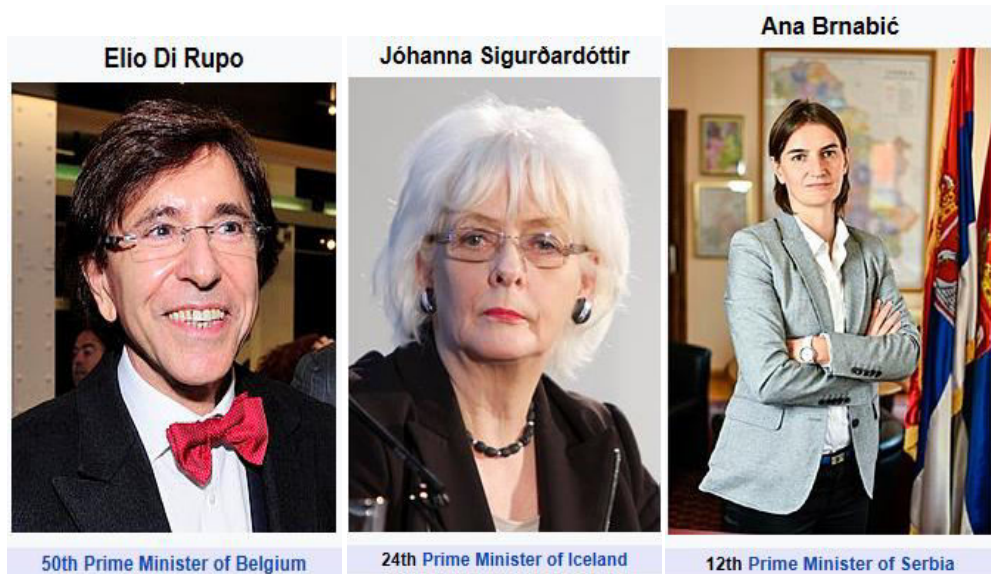 Elio Di Rupo
50th Prime Minister of Belgium
Jóhanna Sigurðardóttir
24th Prime Minister of Iceland
Ana Brnabić
12th Prime Minister of Serbia